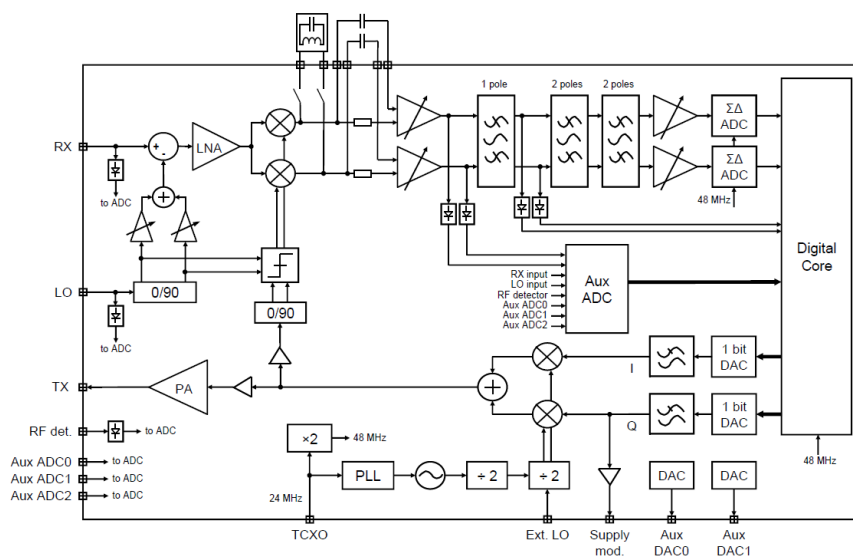 1 pole
2 poles
2 poles
RX
+
-
LNA
ΣΔ
ADC
to ADC
+
ΣΔ
ADC
48 MHz
Digital
Core
LO
0/90
to ADC
0/90
RX input
LO input
RF detector
Aux ADC0
Aux ADC1
Aux ADC2
Aux
ADC
TX
PA
+
I
1 bit
DAC
Q
1 bit
DAC
RF det.
to ADC
×2
48 MHz
48 MHz
Aux ADC0
to ADC
Aux ADC1
to ADC
Aux ADC2
to ADC
PLL
÷ 2
÷ 2
DAC
DAC
24 MHz
TCXO
Ext. LO
Supply
mod.
Aux
DAC0
Aux
DAC1